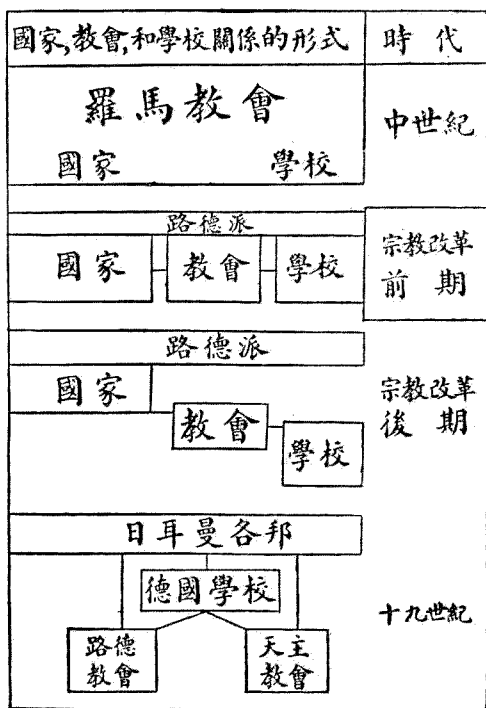 國家,教會,和學校關係的形式 時代
羅馬教會
國家 學校
中世紀
路德派
國家 教會 學校
宗教改革
前期
路德派
國家
教會
學校
宗教改革
後期
日耳曼各邦
德國學校
路德
教會
天主
教會
十九世紀